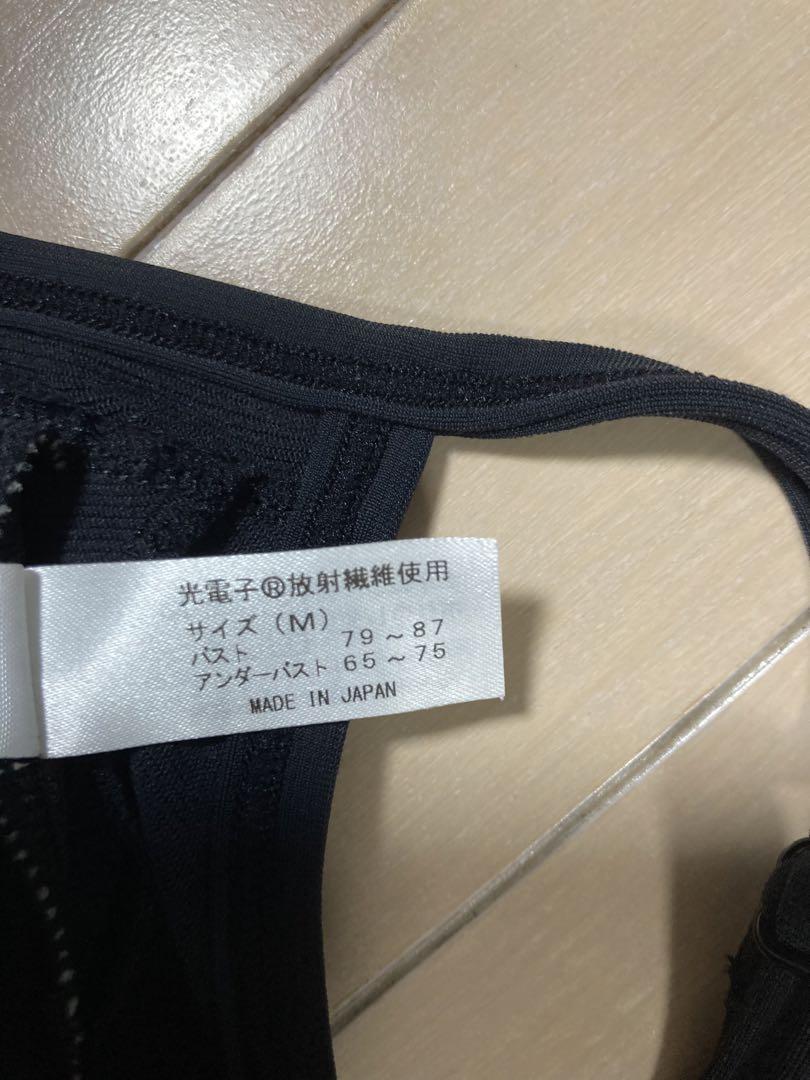 光電子®放射繊維使用
サイズ（M）
バスト 79～87
アンダーバスト 65～75
MADE IN JAPAN